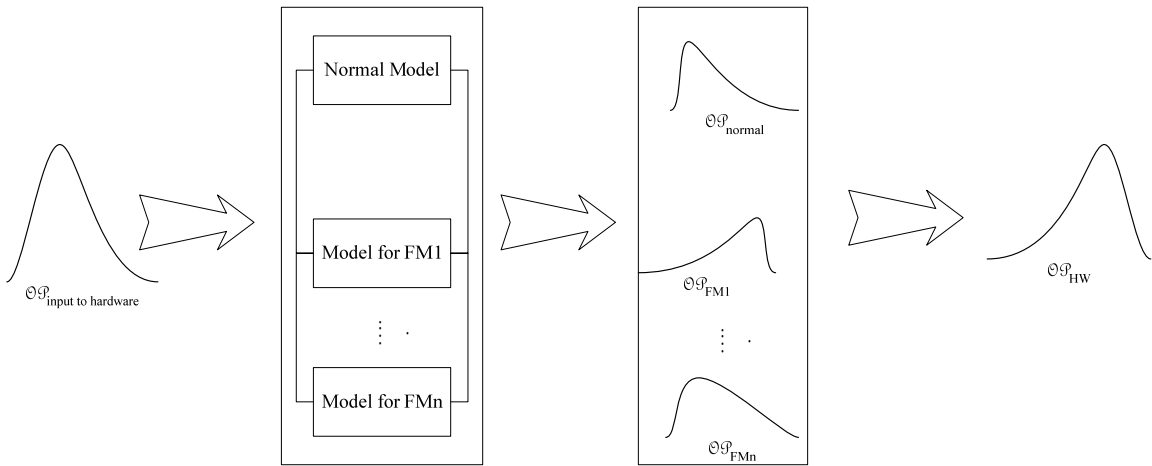 𝒪𝒫input to hardware
Normal Model
Model for FM1
Model for FMn
𝒪𝒫normal
𝒪𝒫FM1
𝒪𝒫FMn
𝒪𝒫HW